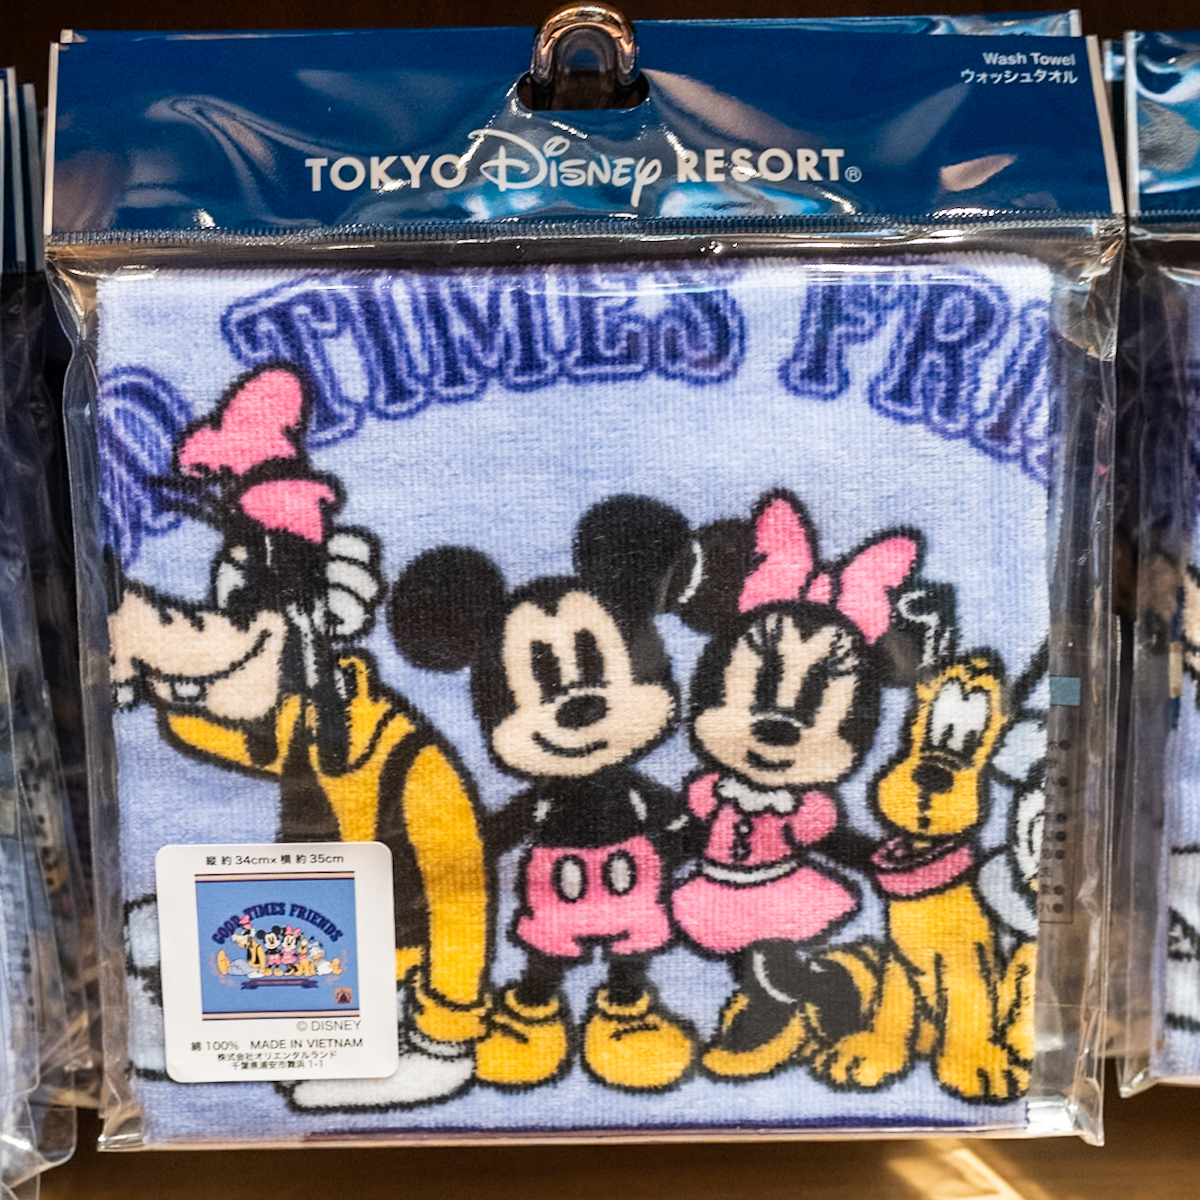 Wash Towel
ウォッシュタオル
TOKYO Disney RESORT®
TIMES FRI
縦 約34cm× 横 約35cm
GOOD TIMES FRIENDS
© DISNEY
綿 100% MADE IN VIETNAM
株式会社オリエンタルランド
千葉県浦安市舞浜 1-1